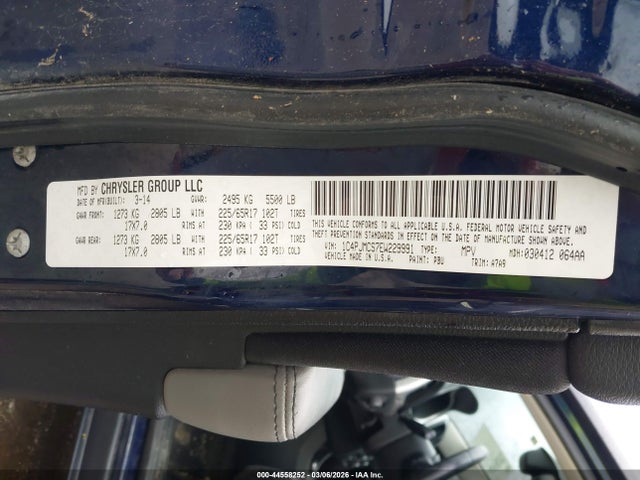 MFD BY CHRYSLER GROUP LLC
DATE OF MFR(BUILT): 3-14 GVWR: 2495 KG 5500 LB
GAWR FRONT: 1273 KG 2805 LB WITH 225/65R17 102T TIRES
17X7.0 RIMS AT 230 KPA ( 33 PSI) COLD
GAWR REAR: 1273 KG 2805 LB WITH 225/65R17 102T TIRES
17X7.0 RIMS AT 230 KPA ( 33 PSI) COLD
THIS VEHICLE CONFORMS TO ALL APPLICABLE U.S.A. FEDERAL MOTOR VEHICLE SAFETY,
THEFT PREVENTION STANDARDS IN EFFECT ON THE DATE OF MANUFACTURE SHOWN ABOVE.
VIN: 1C4PJMCS7EW229991 TYPE: MPV MDH: 030412 064AA
VEHICLE MADE IN U.S.A. PAINT: PBU TRIM: A7A9
000-44558252 - 03/06/2026 - IAAI.COM